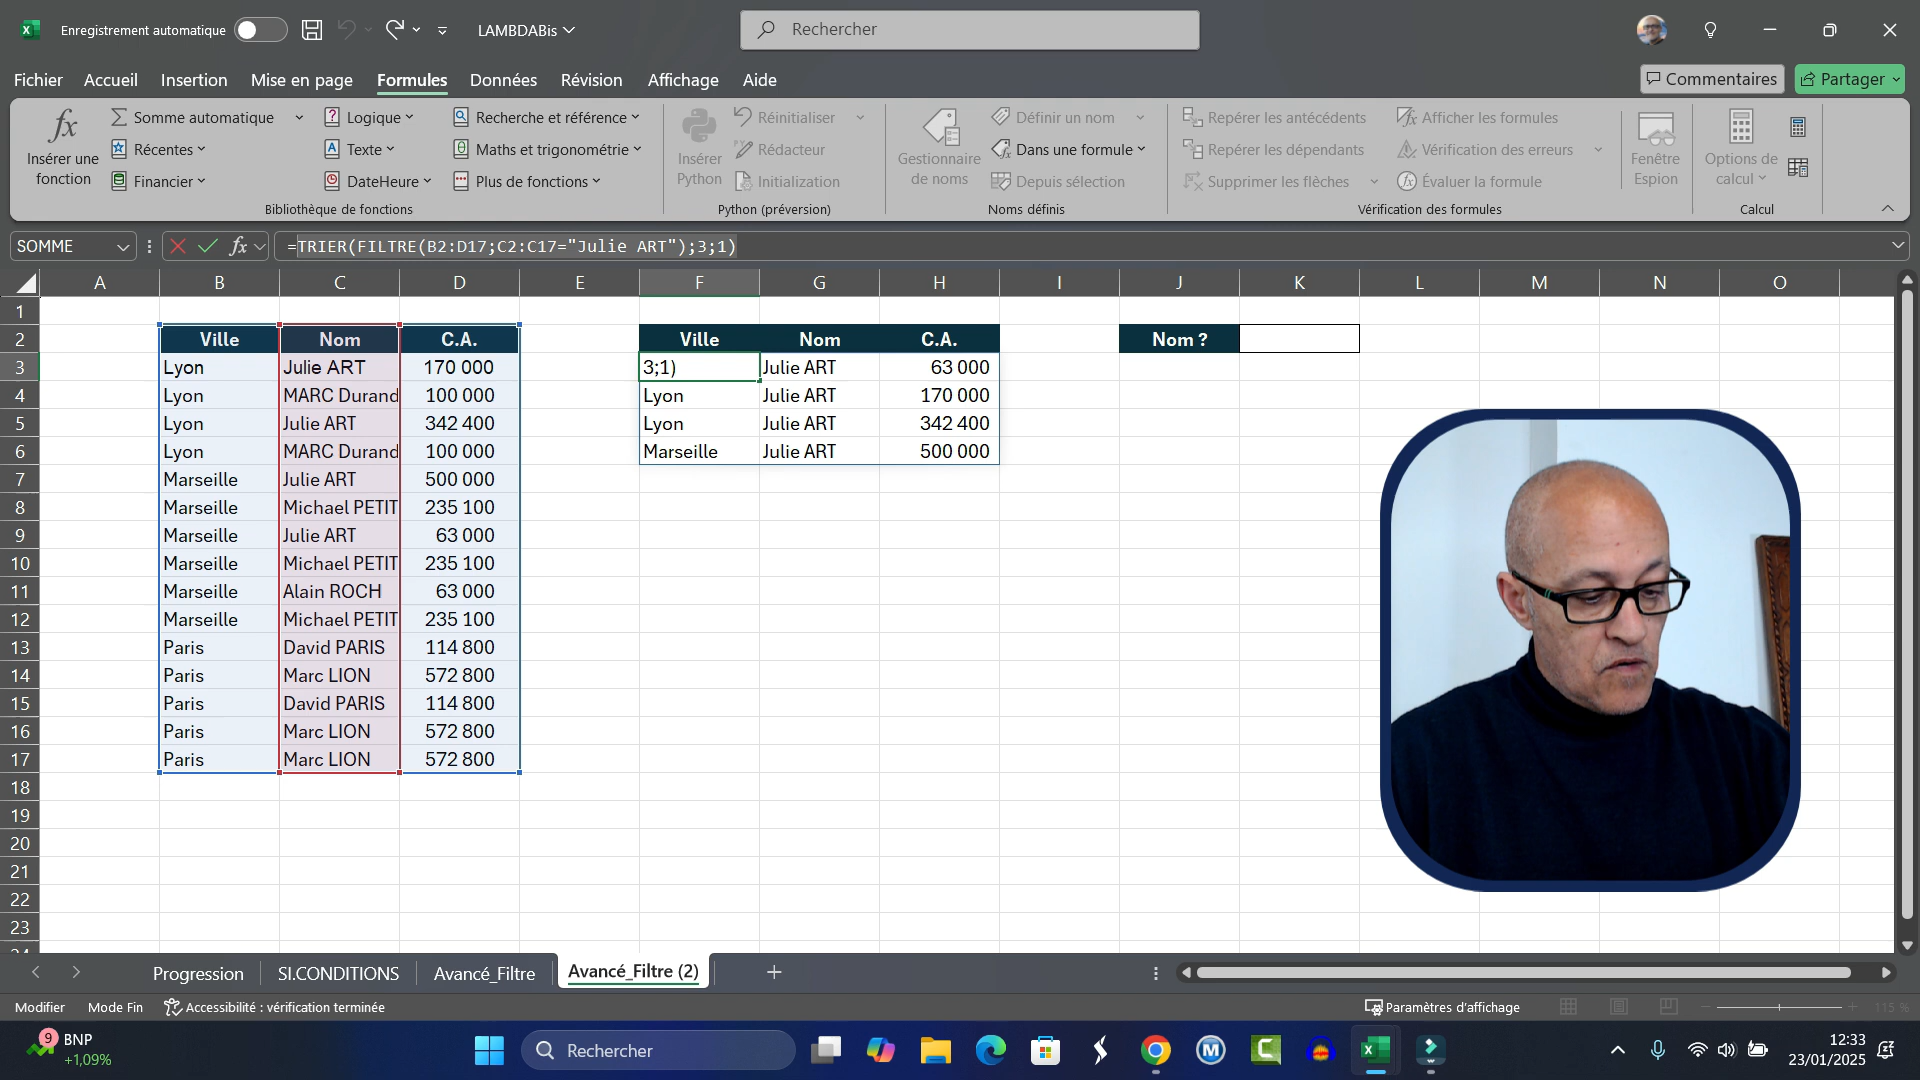 Enregistrement automatique LAMBDABis Rechercher
Fichier Accueil Insertion Mise en page Formules Données Révision Affichage Aide Commentaires Partager
fx Insérer une fonction
Somme automatique
Récentes
Financier
Logique
Texte
DateHeure
Recherche et référence
Maths et trigonométrie
Plus de fonctions
Bibliothèque de fonctions
Insérer Python
Réinitialiser
Rédacteur
Initialization
Python (préversion)
Gestionnaire de noms
Définir un nom
Dans une formule
Depuis sélection
Noms définis
Repérer les antécédents
Repérer les dépendants
Supprimer les flèches
Afficher les formules
Vérification des erreurs
Évaluer la formule
Vérification des formules
Fenêtre Espion
Options de calcul
Calcul
SOMME fx =TRIER(FILTRE(B2:D17;C2:C17="Julie ART");3;1)
A B C D E F G H I J K L M N O
1
2 Ville Nom C.A. Ville Nom C.A. Nom ?
3 Lyon Julie ART 170 000 3;1) Julie ART 63 000
4 Lyon MARC Durand 100 000 Lyon Julie ART 170 000
5 Lyon Julie ART 342 400 Lyon Julie ART 342 400
6 Lyon MARC Durand 100 000 Marseille Julie ART 500 000
7 Marseille Julie ART 500 000
8 Marseille Michael PETIT 235 100
9 Marseille Julie ART 63 000
10 Marseille Michael PETIT 235 100
11 Marseille Alain ROCH 63 000
12 Marseille Michael PETIT 235 100
13 Paris David PARIS 114 800
14 Paris Marc LION 572 800
15 Paris David PARIS 114 800
16 Paris Marc LION 572 800
17 Paris Marc LION 572 800
18
19
20
21
22
23
24
Progression SI.CONDITIONS Avancé_Filtre Avancé_Filtre (2)
Modifier Mode Fin Accessibilité : vérification terminée Paramètres d'affichage 115 %
9 BNP
+1,09%
Rechercher
12:33
23/01/2025